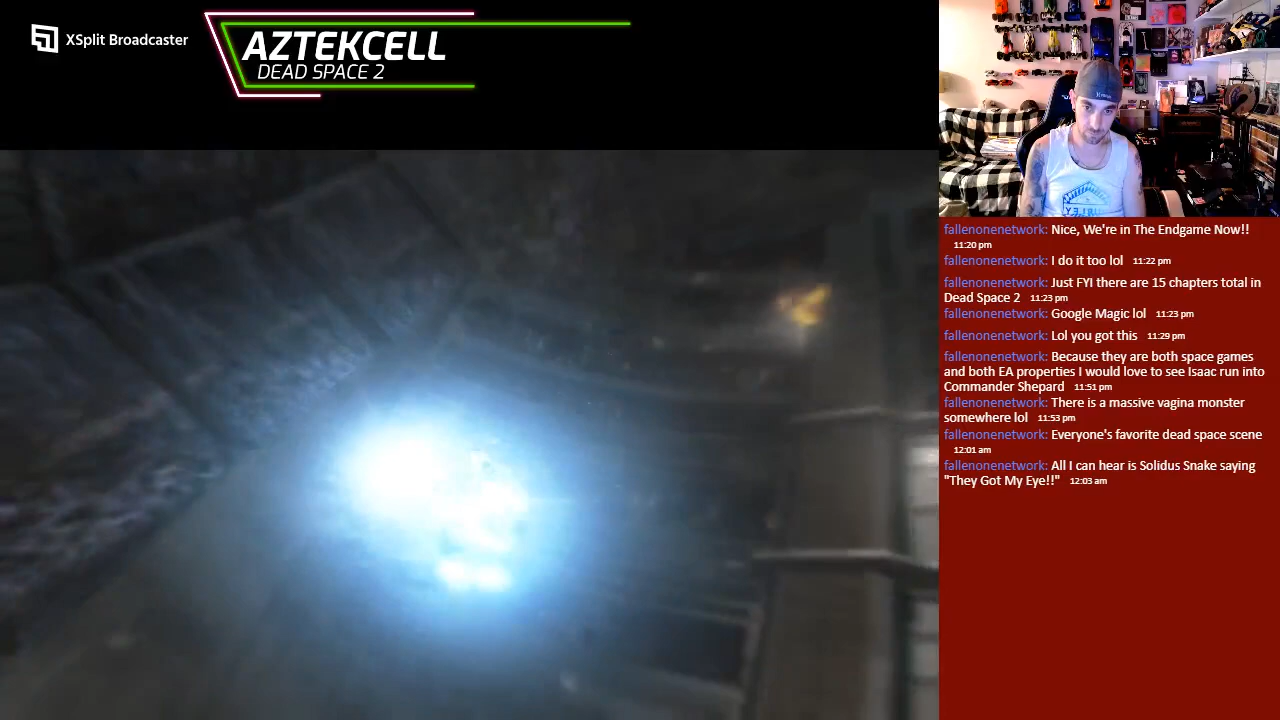 XSplit Broadcaster
AZTEKCELL
DEAD SPACE 2
fallenonenetwork: Nice, We're in The Endgame Now!!
11:20 pm
fallenonenetwork: I do it too lol 11:22 pm
fallenonenetwork: Just FYI there are 15 chapters total in
Dead Space 2 11:23 pm
fallenonenetwork: Google Magic lol 11:23 pm
fallenonenetwork: Lol you got this 11:29 pm
fallenonenetwork: Because they are both space games
and both EA properties I would love to see Isaac run into
Commander Shepard 11:51 pm
fallenonenetwork: There is a massive vagina monster
somewhere lol 11:53 pm
fallenonenetwork: Everyone's favorite dead space scene
12:01 am
fallenonenetwork: All I can hear is Solidus Snake saying
"They Got My Eye!!" 12:03 am